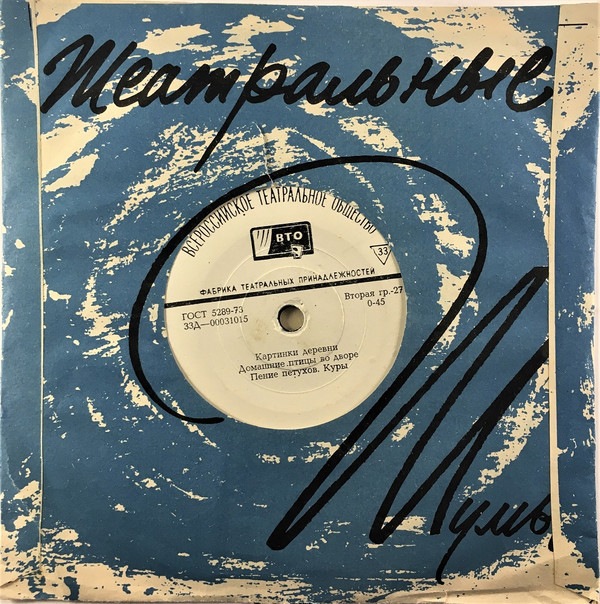 Театральные
ВСЕРОССИЙСКОЕ ТЕАТРАЛЬНОЕ ОБЩЕСТВО
ВТО
33
ФАБРИКА ТЕАТРАЛЬНЫХ ПРИНАДЛЕЖНОСТЕЙ
ГОСТ 5289-73
33Д—00031015
Вторая гр.-27
0-45
Картинки деревни
Домашние птицы во дворе
Пение петухов. Куры
Шумы